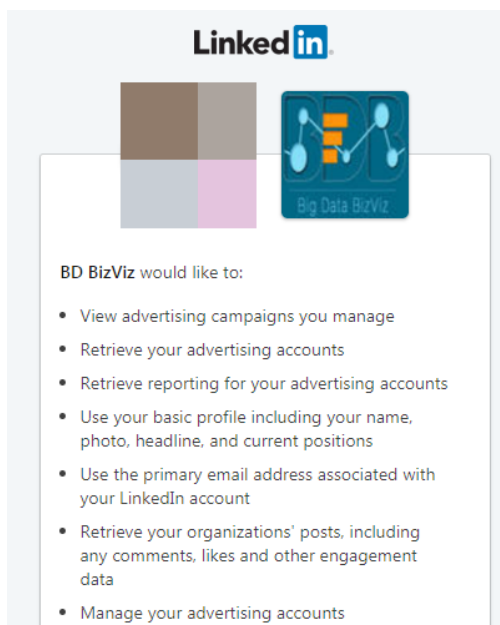 Linked in
BDB
Big Data BizViz
BD BizViz would like to:
• View advertising campaigns you manage
• Retrieve your advertising accounts
• Retrieve reporting for your advertising accounts
• Use your basic profile including your name,
photo, headline, and current positions
• Use the primary email address associated with
your LinkedIn account
• Retrieve your organizations' posts, including
any comments, likes and other engagement
data
• Manage your advertising accounts